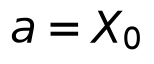 a = X₀